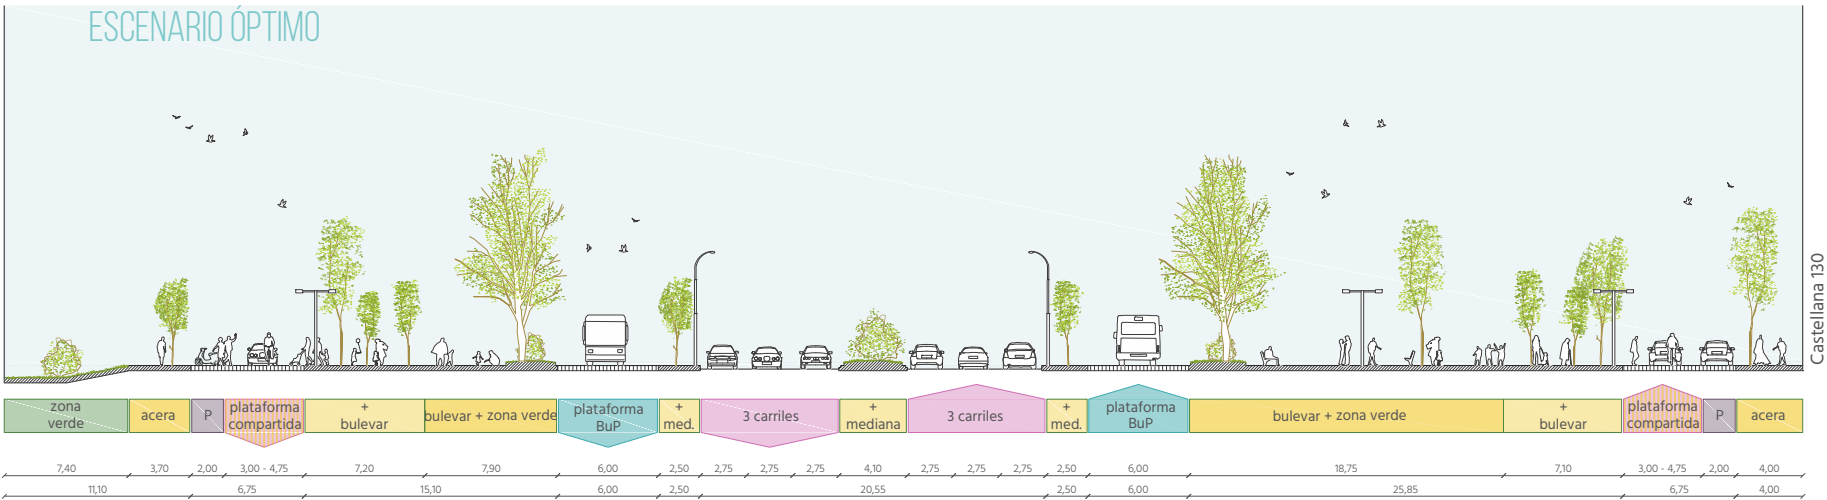 ESCENARIO ÓPTIMO
Castellana 130
zona
verde
acera
P
plataforma
compartida
+
bulevar
bulevar + zona verde
plataforma
BuP
+
med.
3 carriles
+
mediana
3 carriles
+
med.
plataforma
BuP
bulevar + zona verde
+
bulevar
plataforma
compartida
P
acera
7,40 3,70 2,00 3,00 - 4,75 7,20 7,90 6,00 2,50 2,75 2,75 2,75 4,10 2,75 2,75 2,75 2,50 6,00 18,75 7,10 3,00 - 4,75 2,00 4,00
11,10 6,75 15,10 6,00 2,50 20,55 2,50 6,00 25,85 6,75 4,00